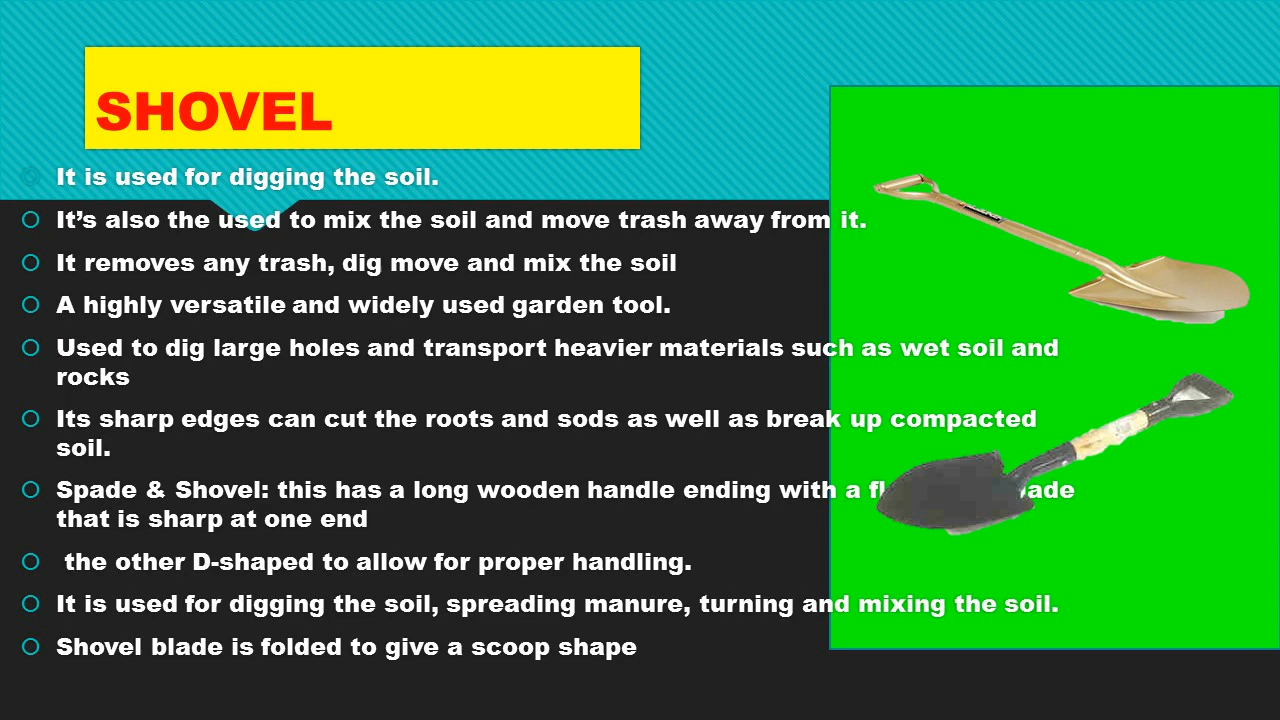 SHOVEL
It is used for digging the soil.
It’s also the used to mix the soil and move trash away from it.
It removes any trash, dig move and mix the soil
A highly versatile and widely used garden tool.
Used to dig large holes and transport heavier materials such as wet soil and
rocks
Its sharp edges can cut the roots and sods as well as break up compacted
soil.
Spade & Shovel: this has a long wooden handle ending with a
that is sharp at one end
the other D-shaped to allow for proper handling.
It is used for digging the soil, spreading manure, turning and mixing the soil.
Shovel blade is folded to give a scoop shape